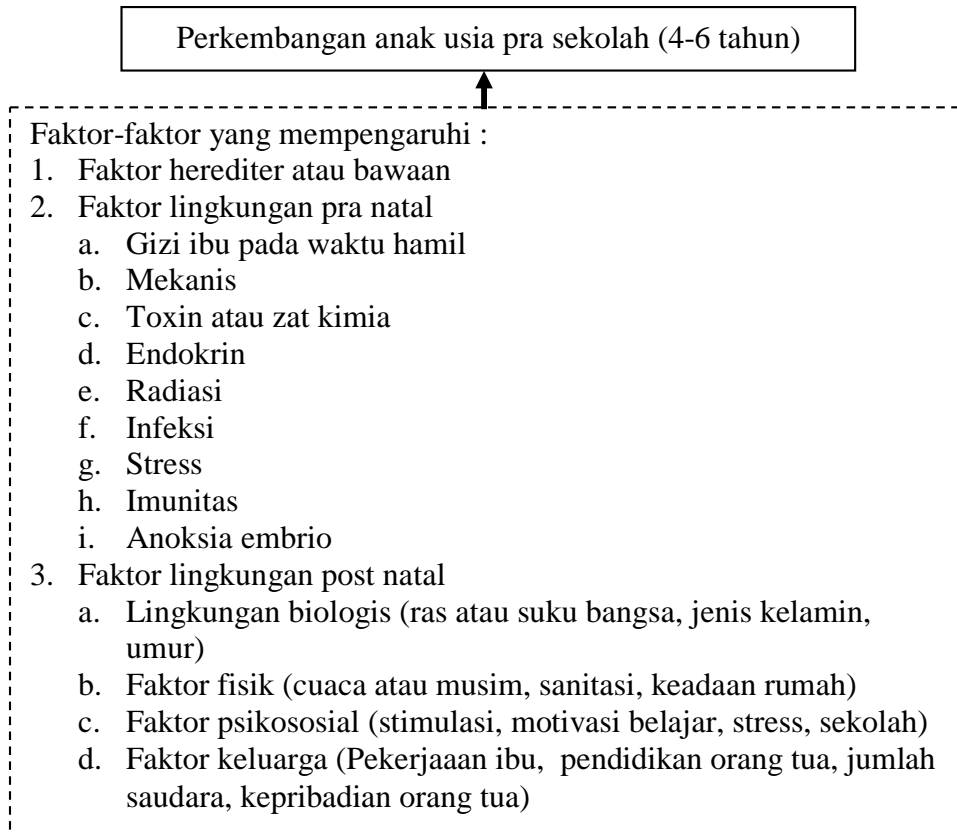 Perkembangan anak usia pra sekolah (4-6 tahun)
Faktor-faktor yang mempengaruhi :
1. Faktor herediter atau bawaan
2. Faktor lingkungan pra natal
a. Gizi ibu pada waktu hamil
b. Mekanis
c. Toxin atau zat kimia
d. Endokrin
e. Radiasi
f. Infeksi
g. Stress
h. Imunitas
i. Anoksia embrio
3. Faktor lingkungan post natal
a. Lingkungan biologis (ras atau suku bangsa, jenis kelamin,
umur)
b. Faktor fisik (cuaca atau musim, sanitasi, keadaan rumah)
c. Faktor psikososial (stimulasi, motivasi belajar, stress, sekolah)
d. Faktor keluarga (Pekerjaaan ibu, pendidikan orang tua, jumlah
saudara, kepribadian orang tua)